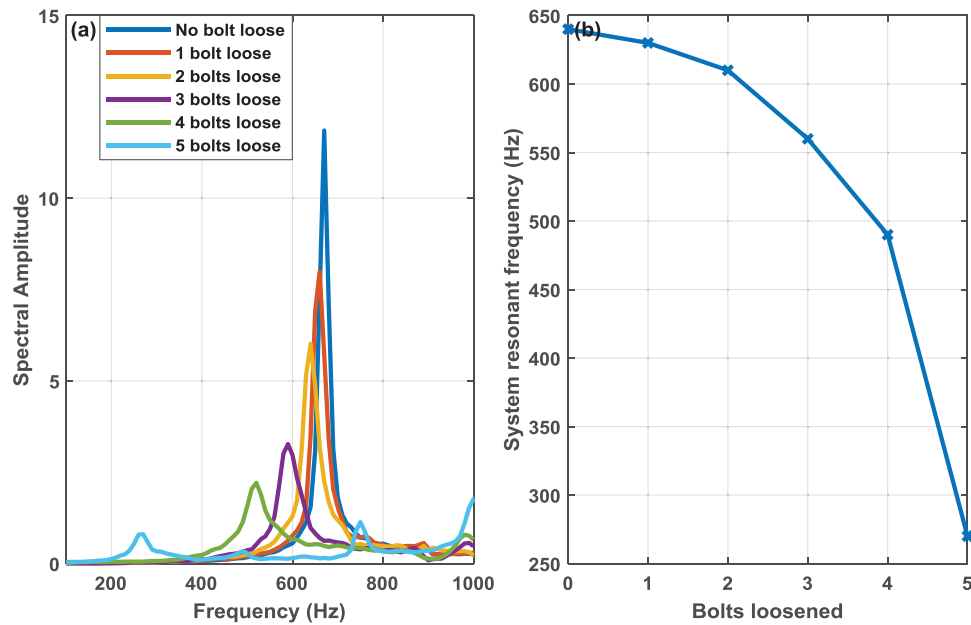 (a)
No bolt loose
1 bolt loose
2 bolts loose
3 bolts loose
4 bolts loose
5 bolts loose
15
10
5
0
Spectral Amplitude
200 400 600 800 1000
Frequency (Hz)
(b)
650
600
550
500
450
400
350
300
250
System resonant frequency (Hz)
0 1 2 3 4 5
Bolts loosened